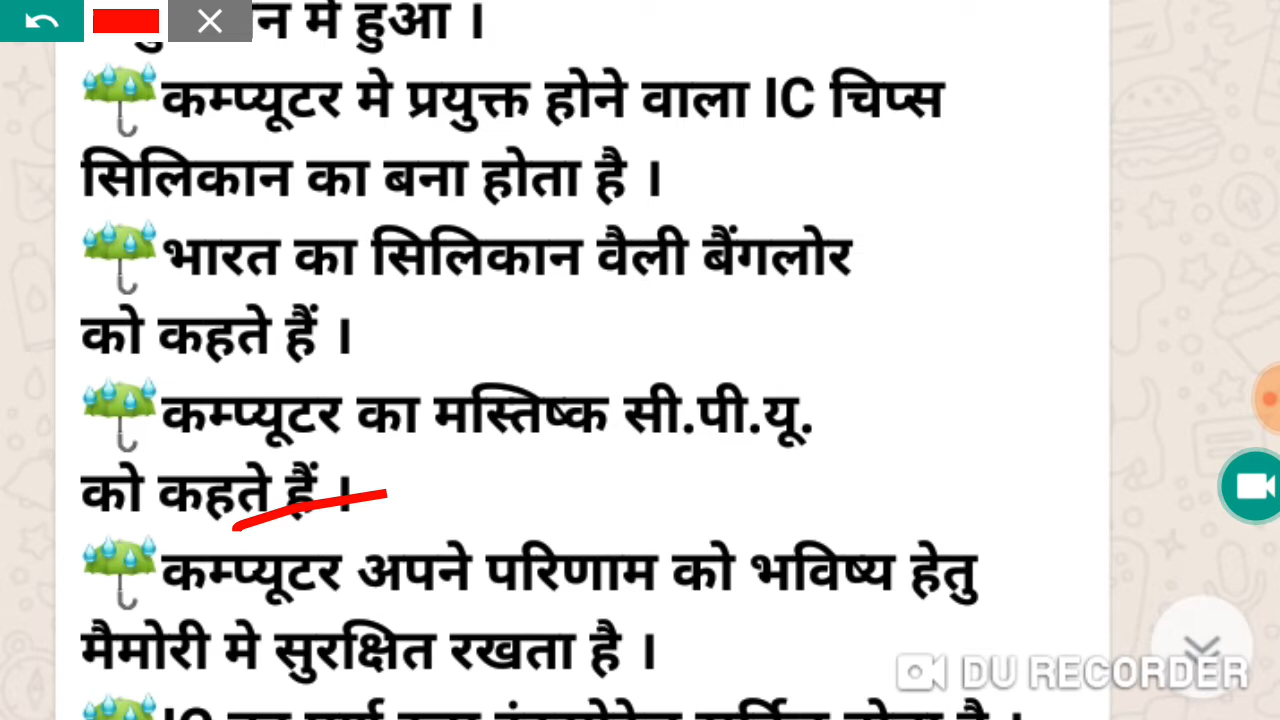 में हुआ ।
☔कम्प्यूटर मे प्रयुक्त होने वाला IC चिप्स
सिलिकान का बना होता है ।
☔भारत का सिलिकान वैली बैंगलोर
को कहते हैं ।
☔कम्प्यूटर का मस्तिष्क सी.पी.यू.
को कहते हैं ।
☔कम्प्यूटर अपने परिणाम को भविष्य हेतु
मैमोरी मे सुरक्षित रखता है ।
DU RECORDER